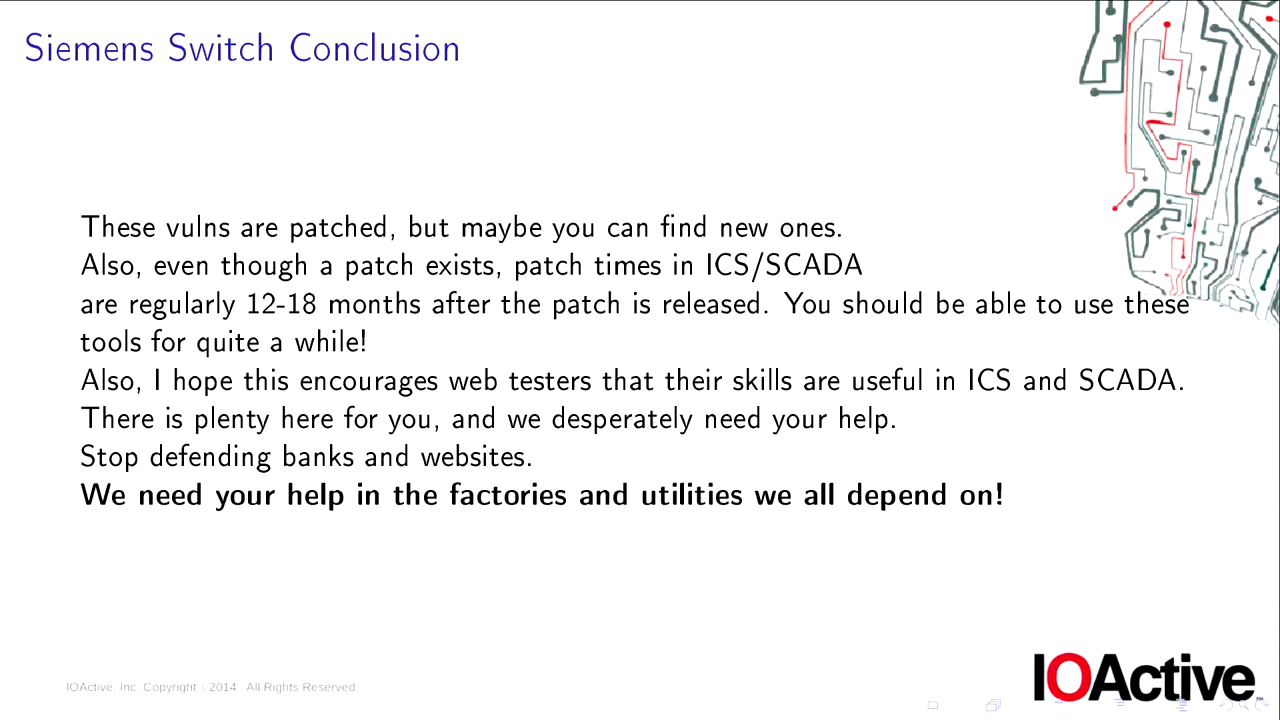 Siemens Switch Conclusion
These vulns are patched, but maybe you can find new ones.
Also, even though a patch exists, patch times in ICS/SCADA
are regularly 12-18 months after the patch is released. You should be able to use these
tools for quite a while!
Also, I hope this encourages web testers that their skills are useful in ICS and SCADA.
There is plenty here for you, and we desperately need your help.
Stop defending banks and websites.
We need your help in the factories and utilities we all depend on!
IOActive, Inc. Copyright ©2014. All Rights Reserved.
IOActive™